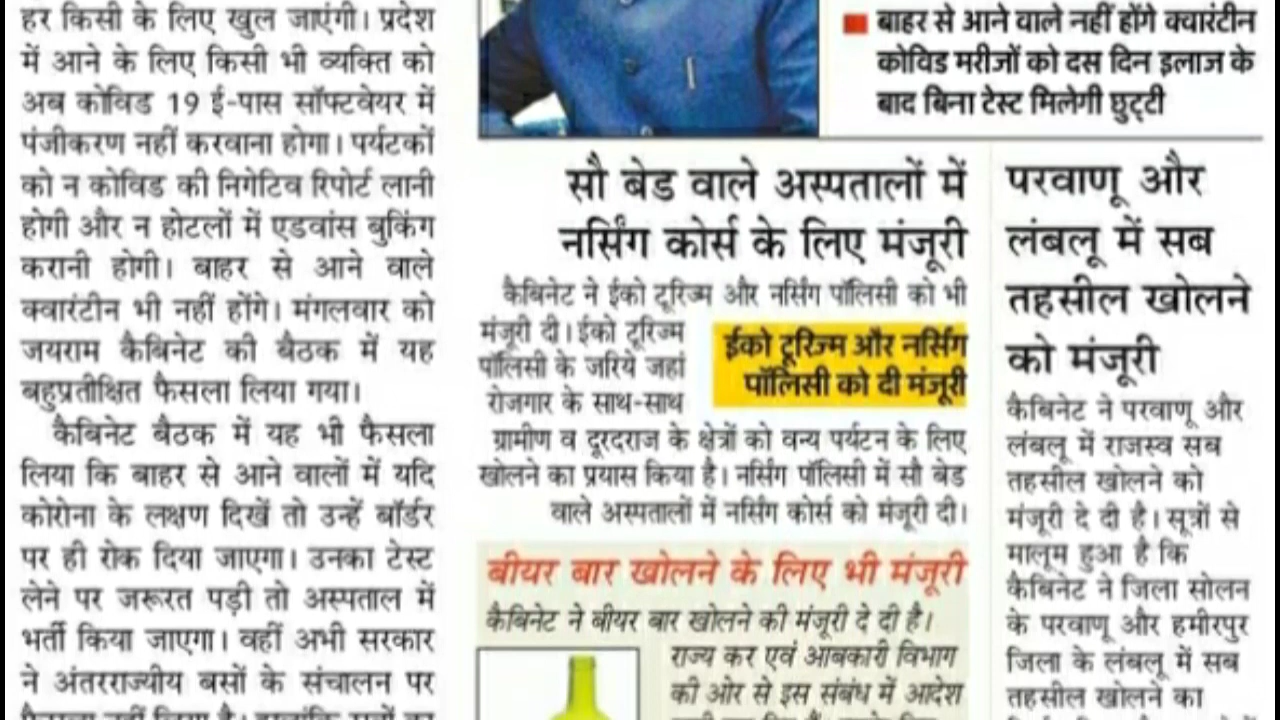 हर किसी के लिए खुल जाएंगी। प्रदेश
में आने के लिए किसी भी व्यक्ति को
अब कोविड 19 ई-पास सॉफ्टवेयर में
पंजीकरण नहीं करवाना होगा। पर्यटकों
को न कोविड की निगेटिव रिपोर्ट लानी
होगी और न होटलों में एडवांस बुकिंग
करानी होगी। बाहर से आने वाले
क्वारंटीन भी नहीं होंगे। मंगलवार को
जयराम कैबिनेट की बैठक में यह
बहुप्रतीक्षित फैसला लिया गया।
कैबिनेट बैठक में यह भी फैसला
लिया कि बाहर से आने वालों में यदि
कोरोना के लक्षण दिखें तो उन्हें बॉर्डर
पर ही रोक दिया जाएगा। उनका टेस्ट
लेने पर जरूरत पड़ी तो अस्पताल में
भर्ती किया जाएगा। वहीं अभी सरकार
ने अंतरराज्यीय बसों के संचालन पर
बाहर से आने वाले नहीं होंगे क्वारंटीन
कोविड मरीजों को दस दिन इलाज के
बाद बिना टेस्ट मिलेगी छुट्टी
सौ बेड वाले अस्पतालों में
नर्सिंग कोर्स के लिए मंजूरी
कैबिनेट ने ईको टूरिज्म और नर्सिंग पॉलिसी को भी
मंजूरी दी। ईको टूरिज्म
पॉलिसी के जरिये जहां
रोजगार के साथ-साथ
ईको टूरिज्म और नर्सिंग
पॉलिसी को दी मंजूरी
ग्रामीण व दूरदराज के क्षेत्रों को वन्य पर्यटन के लिए
खोलने का प्रयास किया है। नर्सिंग पॉलिसी में सौ बेड
वाले अस्पतालों में नर्सिंग कोर्स को मंजूरी दी।
बीयर बार खोलने के लिए भी मंजूरी
कैबिनेट ने बीयर बार खोलने की मंजूरी दे दी है।
राज्य कर एवं आबकारी विभाग
की ओर से इस संबंध में आदेश
परवाणू और
लंबलू में सब
तहसील खोलने
को मंजूरी
कैबिनेट ने परवाणू और
लंबलू में राजस्व सब
तहसील खोलने को
मंजूरी दे दी है। सूत्रों से
मालूम हुआ है कि
कैबिनेट ने जिला सोलन
के परवाणू और हमीरपुर
जिला के लंबलू में सब
तहसील खोलने का